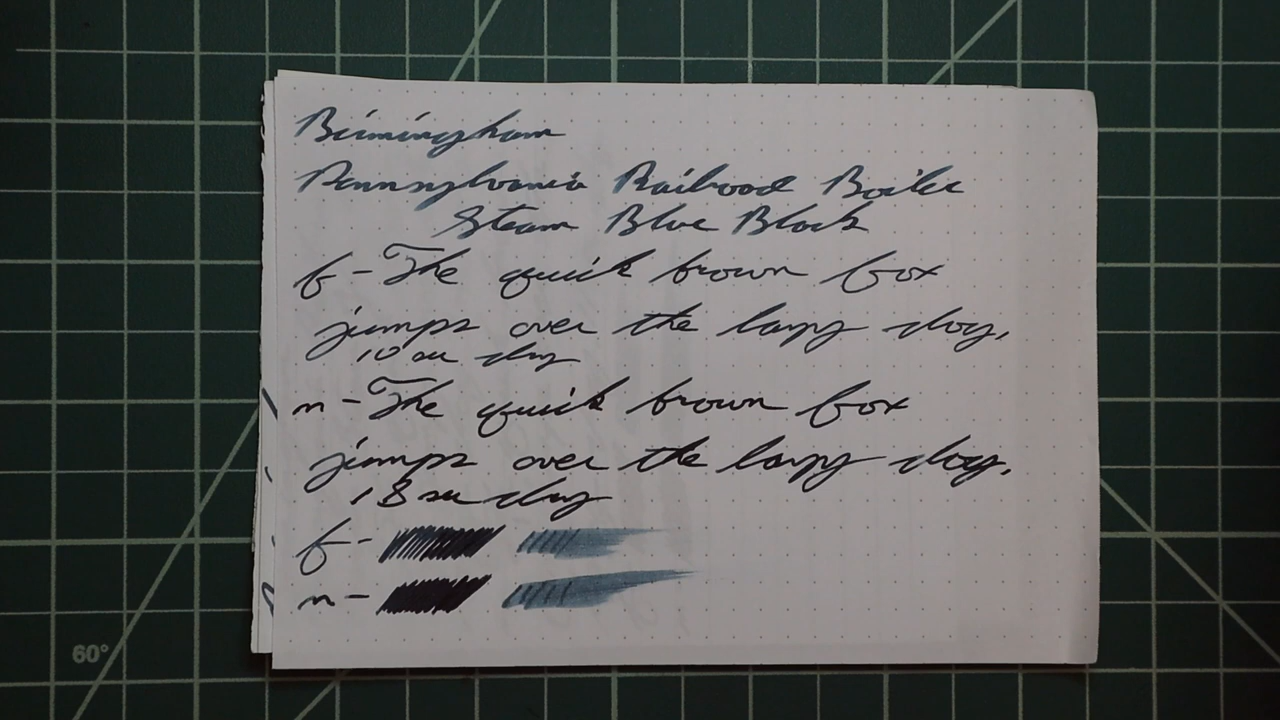 Birmingham
Pennsylvania Railroad Boiler
Steam Blue Black
f - The quick brown fox
jumps over the lazy dog.
10 sec dry
m - The quick brown fox
jumps over the lazy dog.
18 sec dry
f -
m -
60°